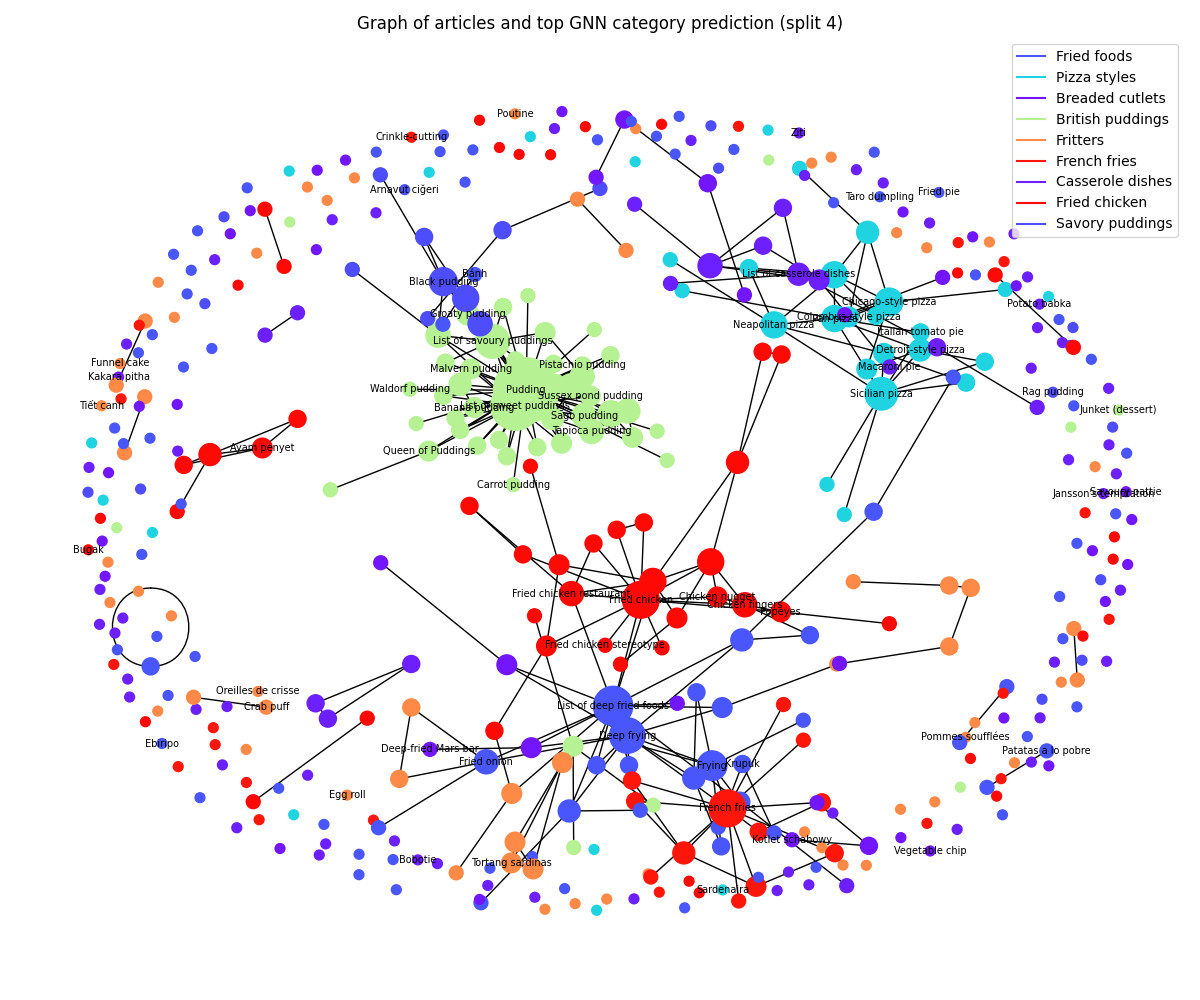 Graph of articles and top GNN category prediction (split 4)
Fried foods
Pizza styles
Breaded cutlets
British puddings
Fritters
French fries
Casserole dishes
Fried chicken
Savory puddings
Poutine
Crinkle-cutting
Ziti
Arnavut ciğeri
Taro dumpling
Fried pie
Bánh
Black pudding
List of casserole dishes
Chicago-style pizza
Potato babka
Groaty pudding
Neapolitan pizza
Columbus-style pizza
Pan pizza
Italian tomato pie
List of savoury puddings
Detroit-style pizza
Funnel cake
Malvern pudding
Pistachio pudding
Macaroni pie
Kakara pitha
Waldorf pudding
Pudding
Sussex pond pudding
Sicilian pizza
Rag pudding
Tiết canh
Banana pudding
List of sweet puddings
Sago pudding
Junket (dessert)
Tapioca pudding
Ayam penyet
Queen of Puddings
Carrot pudding
Jansson's temptation
Savoury pattie
Bugak
Fried chicken restaurant
Fried chicken
Chicken nugget
Chicken fingers
Popeyes
Fried chicken stereotype
Oreilles de crisse
Crab puff
List of deep fried foods
Ebiripo
Deep frying
Pommes soufflées
Deep-fried Mars bar
Patatas a lo pobre
Fried onion
Frying
Krupuk
Egg roll
French fries
Kotlet schabowy
Vegetable chip
Bobotie
Tortang sardinas
Sardenaira